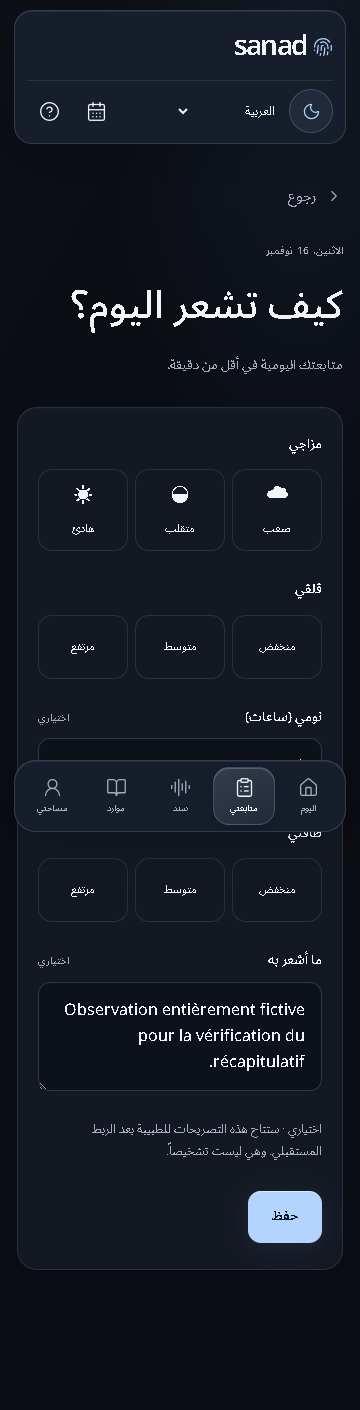 sanad
العربية
رجوع
الاثنين، 16 نوفمبر
كيف تشعر اليوم؟
متابعتك اليومية في أقل من دقيقة.
مزاجي
صعب
متقلب
هادئ
قلقي
منخفض
متوسط
مرتفع
نومي (ساعات)
اختياري
اليوم
متابعتي
سند
موارد
مساحتي
طاقتي
منخفض
متوسط
مرتفع
ما أشعر به
اختياري
Observation entièrement fictive
pour la vérification du
récapitulatif.
اختياري · ستتاح هذه التصريحات للطبيبة بعد الربط
المستقبلي. وهي ليست تشخيصاً.
حفظ